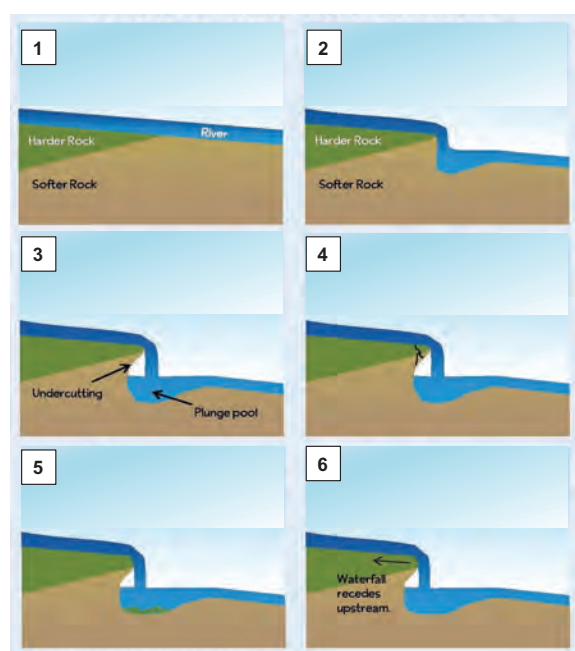 1
River
Harder Rock
Softer Rock
2
Harder Rock
Softer Rock
3
Undercutting
Plunge pool
4
5
6
Waterfall
recedes
upstream.